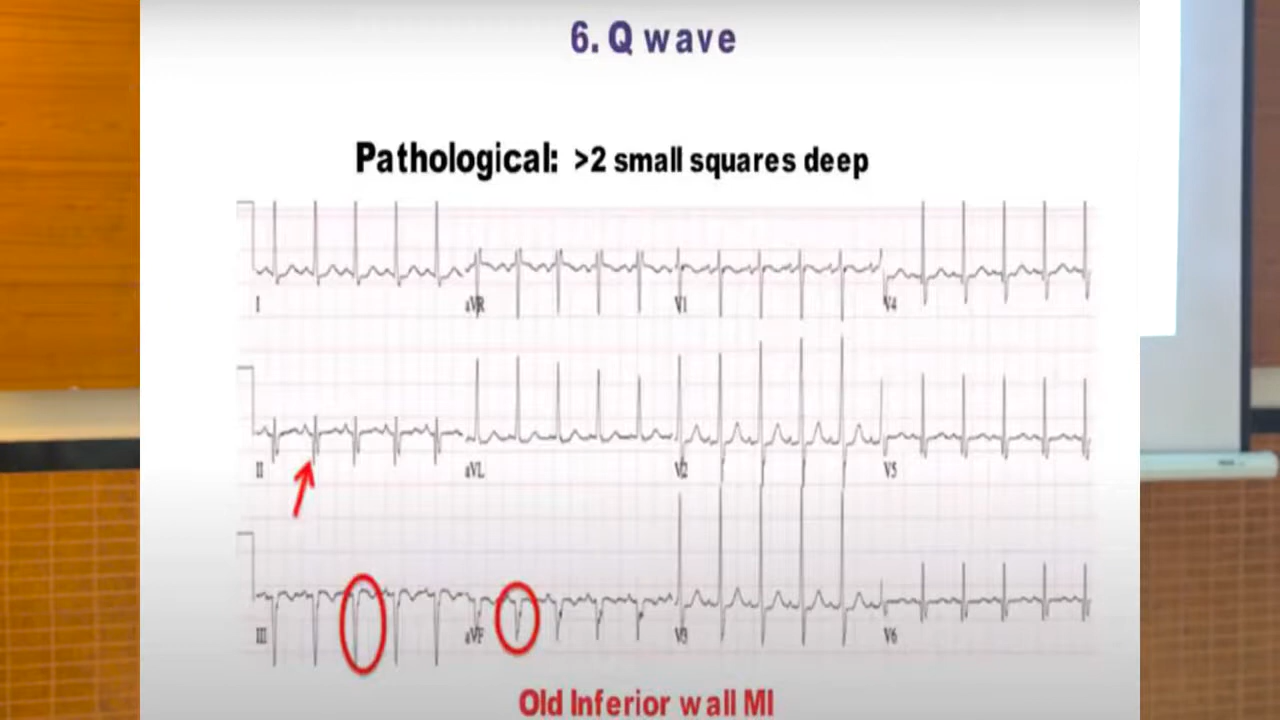 6. Q wave
Pathological: >2 small squares deep
I aVR V1 V4
II aVL V2 V5
III aVF V3 V6
Old Inferior wall MI